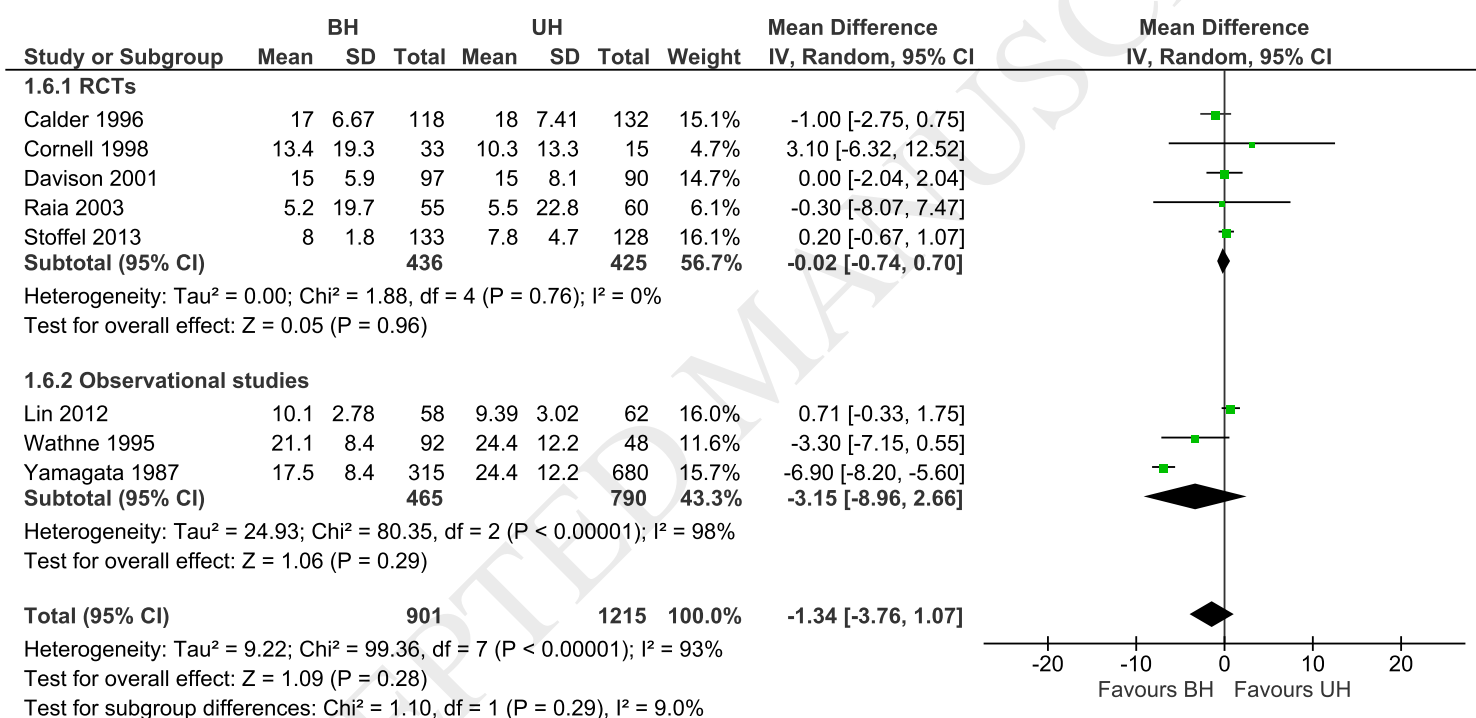 BH UH Mean Difference Mean Difference
Study or Subgroup Mean SD Total Mean SD Total Weight IV, Random, 95% CI IV, Random, 95% CI
1.6.1 RCTs
Calder 1996 17 6.67 118 18 7.41 132 15.1% -1.00 [-2.75, 0.75]
Cornell 1998 13.4 19.3 33 10.3 13.3 15 4.7% 3.10 [-6.32, 12.52]
Davison 2001 15 5.9 97 15 8.1 90 14.7% 0.00 [-2.04, 2.04]
Raia 2003 5.2 19.7 55 5.5 22.8 60 6.1% -0.30 [-8.07, 7.47]
Stoffel 2013 8 1.8 133 7.8 4.7 128 16.1% 0.20 [-0.67, 1.07]
Subtotal (95% CI) 436 425 56.7% -0.02 [-0.74, 0.70]
Heterogeneity: Tau² = 0.00; Chi² = 1.88, df = 4 (P = 0.76); I² = 0%
Test for overall effect: Z = 0.05 (P = 0.96)
1.6.2 Observational studies
Lin 2012 10.1 2.78 58 9.39 3.02 62 16.0% 0.71 [-0.33, 1.75]
Wathne 1995 21.1 8.4 92 24.4 12.2 48 11.6% -3.30 [-7.15, 0.55]
Yamagata 1987 17.5 8.4 315 24.4 12.2 680 15.7% -6.90 [-8.20, -5.60]
Subtotal (95% CI) 465 790 43.3% -3.15 [-8.96, 2.66]
Heterogeneity: Tau² = 24.93; Chi² = 80.35, df = 2 (P < 0.00001); I² = 98%
Test for overall effect: Z = 1.06 (P = 0.29)
Total (95% CI) 901 1215 100.0% -1.34 [-3.76, 1.07]
Heterogeneity: Tau² = 9.22; Chi² = 99.36, df = 7 (P < 0.00001); I² = 93%
Test for overall effect: Z = 1.09 (P = 0.28)
Test for subgroup differences: Chi² = 1.10, df = 1 (P = 0.29), I² = 9.0%
-20 -10 0 10 20
Favours BH Favours UH
PTED MANUSC